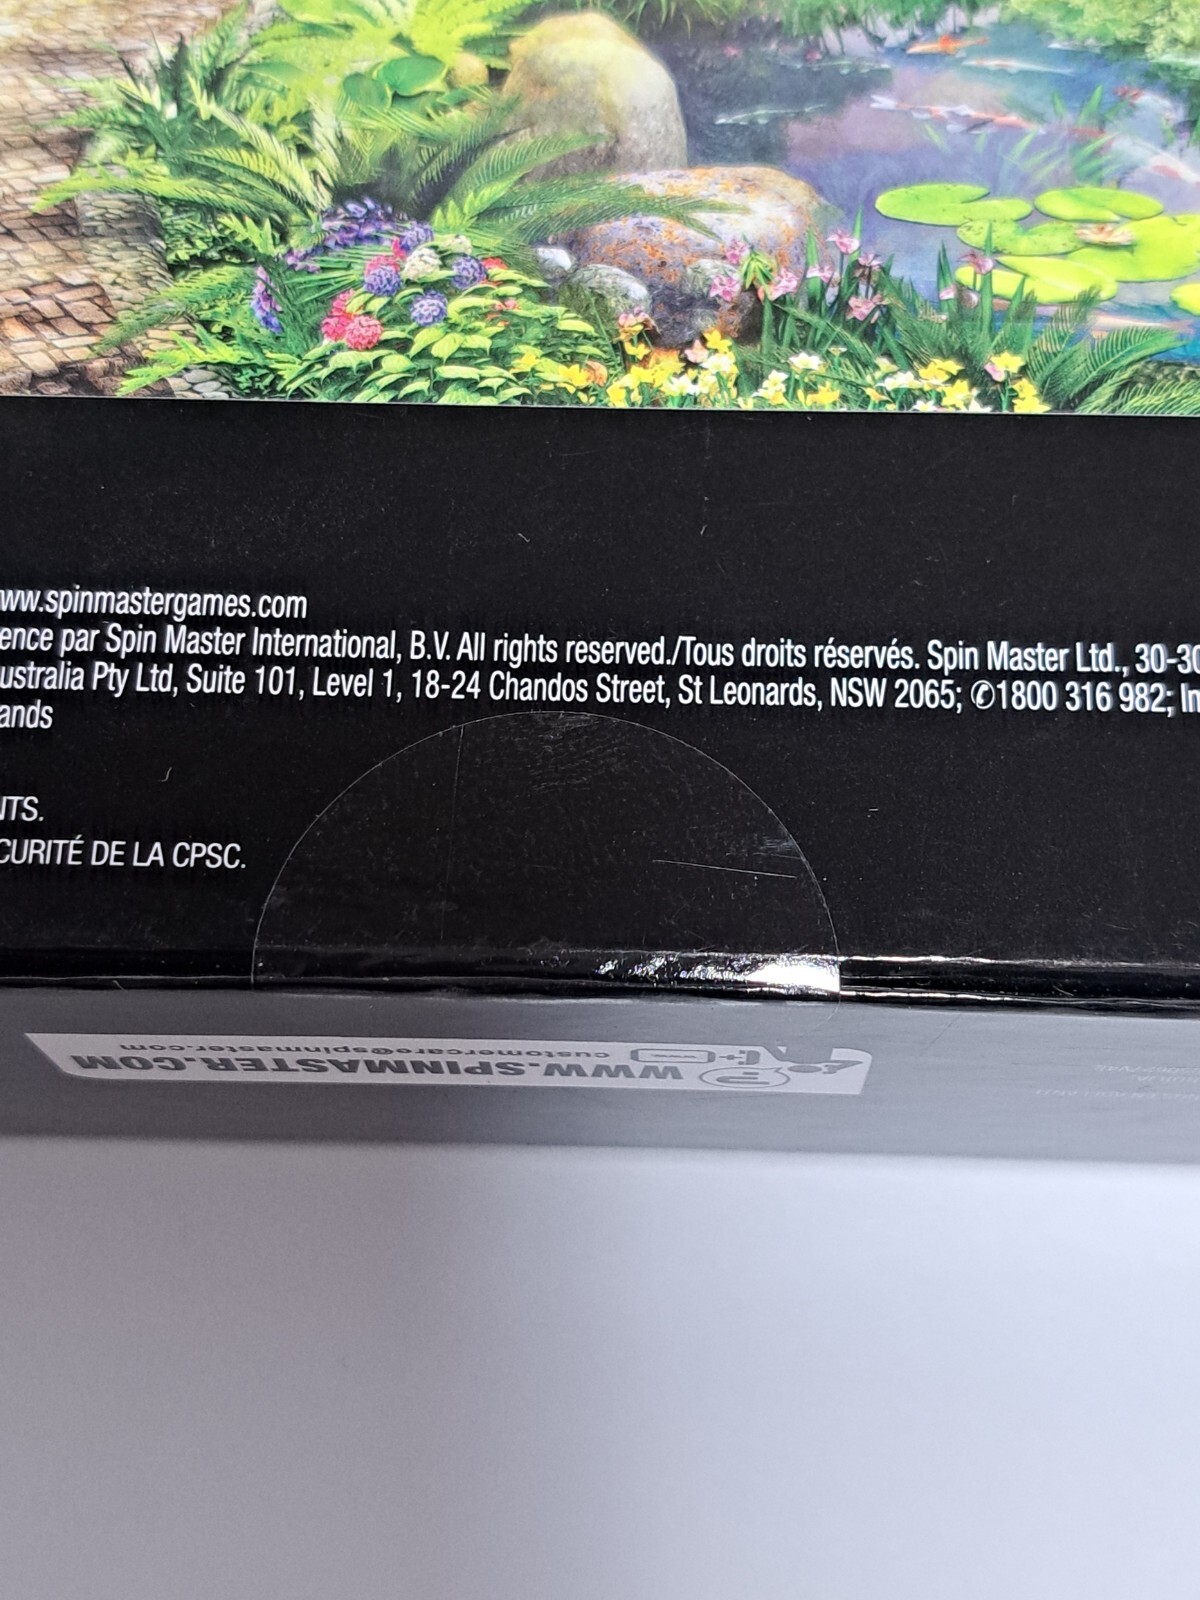 ww.spinmastergames.com
ence par Spin Master International, B.V. All rights reserved./Tous droits réservés. Spin Master Ltd., 30-30
ustralia Pty Ltd, Suite 101, Level 1, 18-24 Chandos Street, St Leonards, NSW 2065; ✆1800 316 982; In
ands
NTS.
CURITÉ DE LA CPSC.
WWW.SPINMASTER.COM
customercare@spinmaster.com